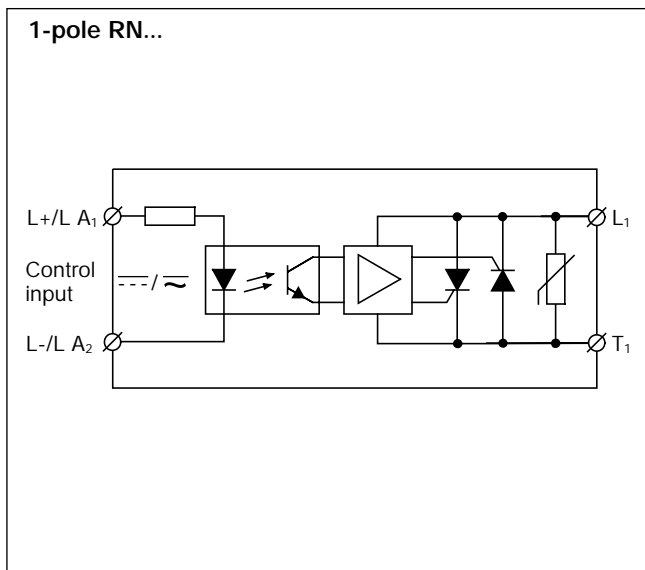 1-pole RN...
L+/L A₁
L₁
Control
input
L-/L A₂
T₁